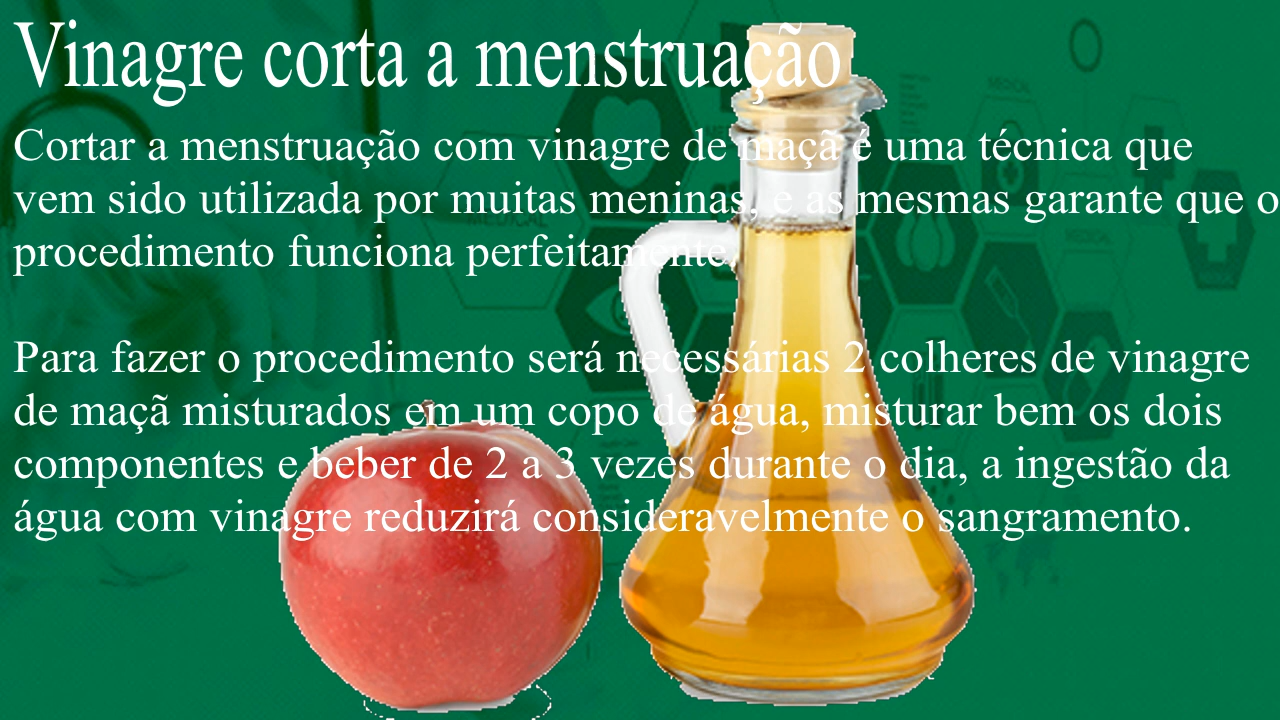 Vinagre corta a menstruação
Cortar a menstruação com vinagre de maçã é uma técnica que
vem sido utilizada por muitas meninas, e as mesmas garante que o
procedimento funciona perfeitamente.
Para fazer o procedimento será necessárias 2 colheres de vinagre
de maçã misturados em um copo de água, misturar bem os dois
componentes e beber de 2 a 3 vezes durante o dia, a ingestão da
água com vinagre reduzirá consideravelmente o sangramento.